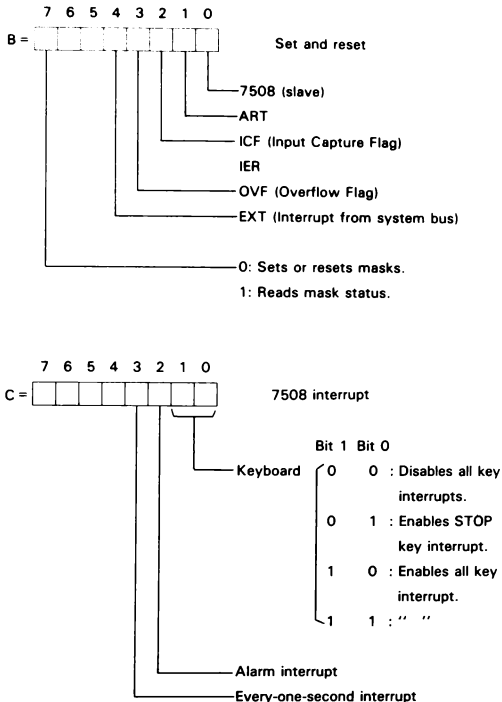 7 6 5 4 3 2 1 0
B = Set and reset
7508 (slave)
ART
ICF (Input Capture Flag)
IER
OVF (Overflow Flag)
EXT (Interrupt from system bus)
0: Sets or resets masks.
1: Reads mask status.
7 6 5 4 3 2 1 0
C = 7508 interrupt
Bit 1 Bit 0
Keyboard 0 0 : Disables all key
interrupts.
0 1 : Enables STOP
key interrupt.
1 0 : Enables all key
interrupt.
1 1 : ″ ″
Alarm interrupt
Every-one-second interrupt